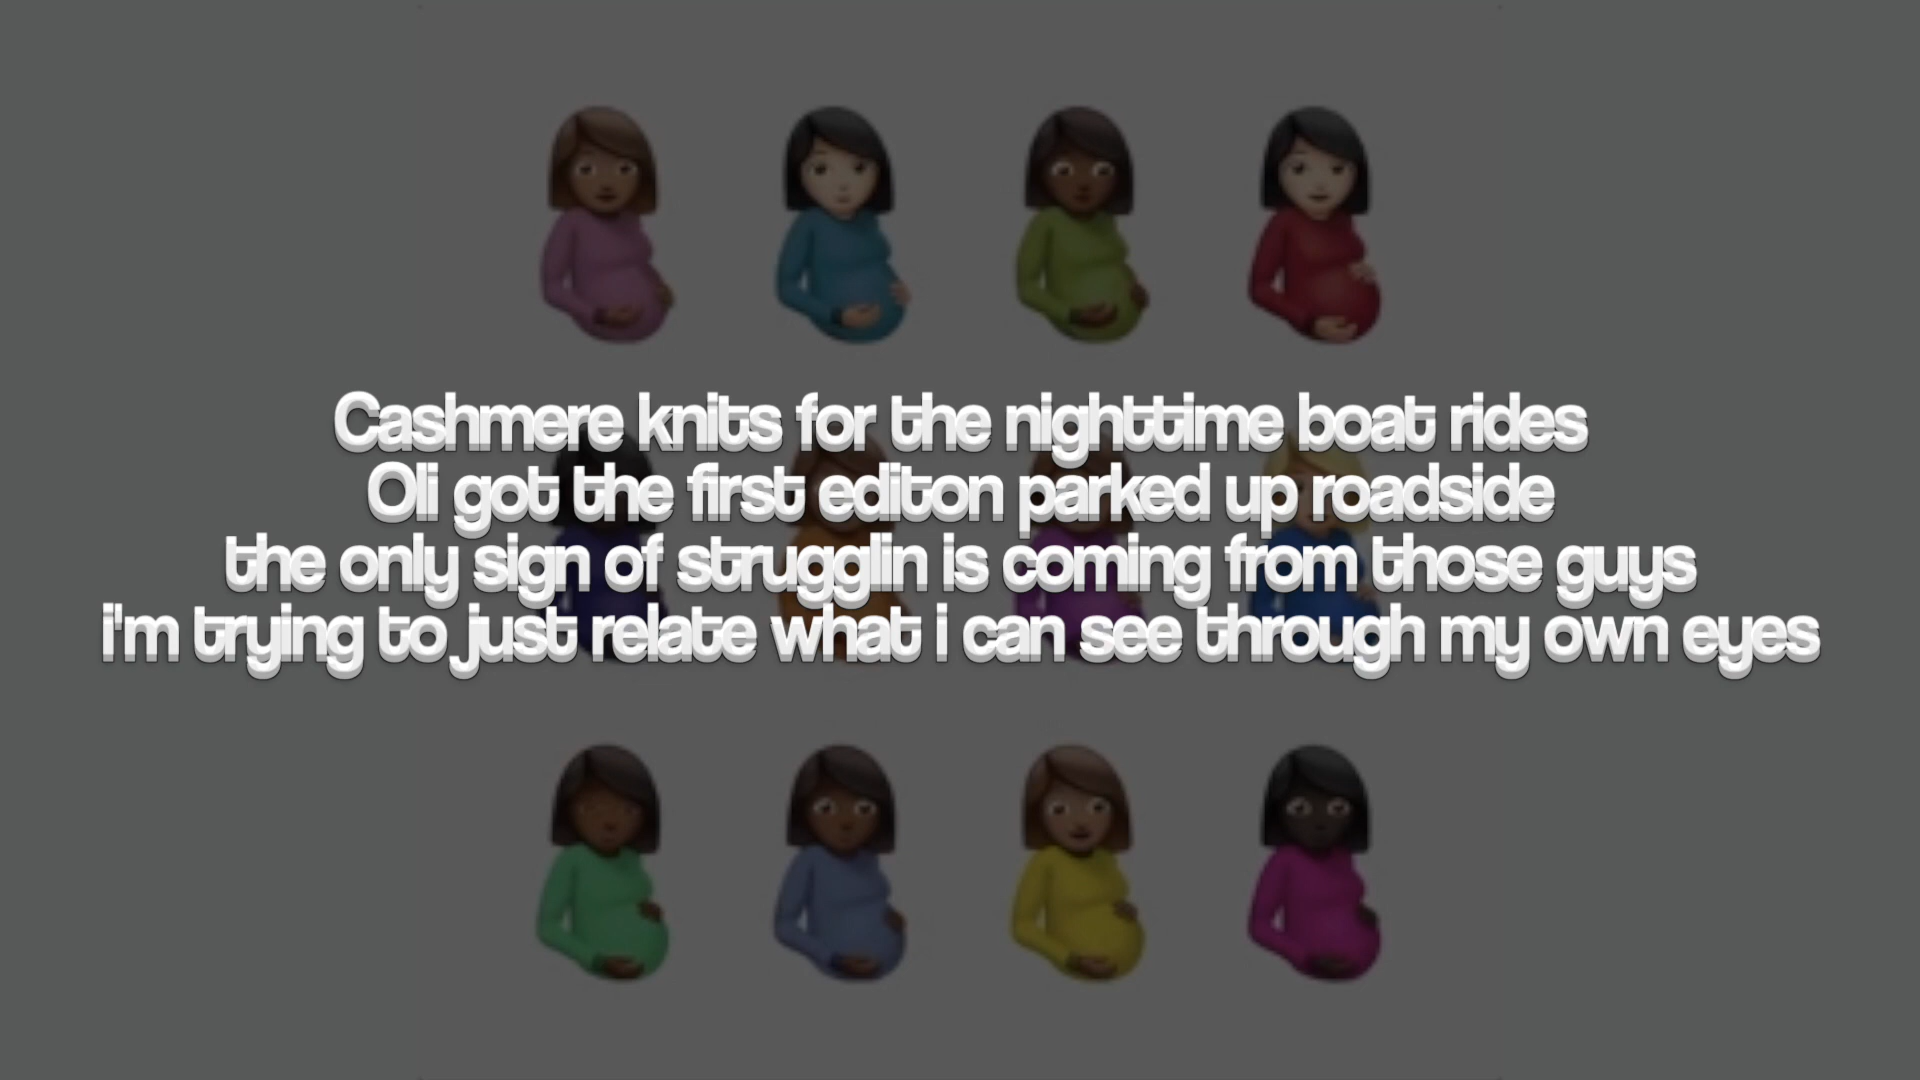 Cashmere knits for the nighttime boat rides
Oli got the first editon parked up roadside
the only sign of strugglin is coming from those guys
i'm trying to just relate what i can see through my own eyes